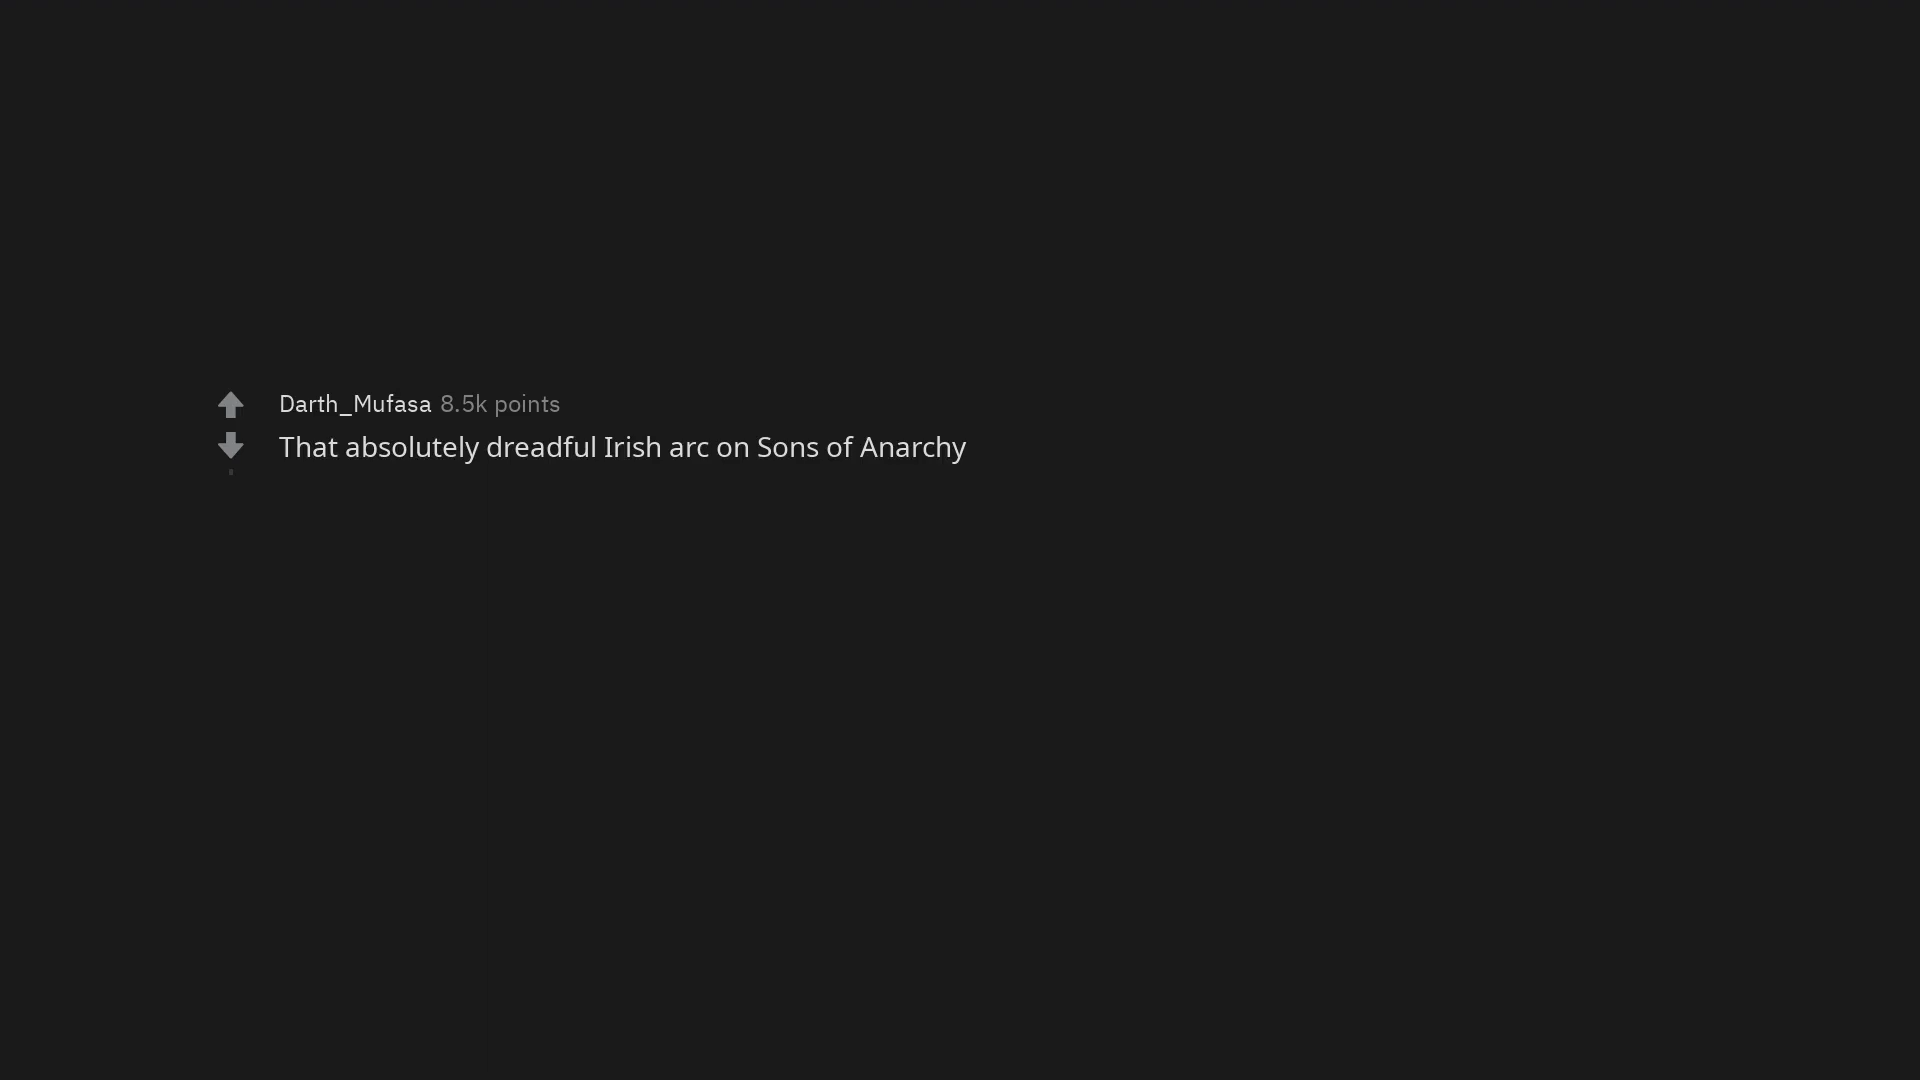 Darth_Mufasa 8.5k points
That absolutely dreadful Irish arc on Sons of Anarchy